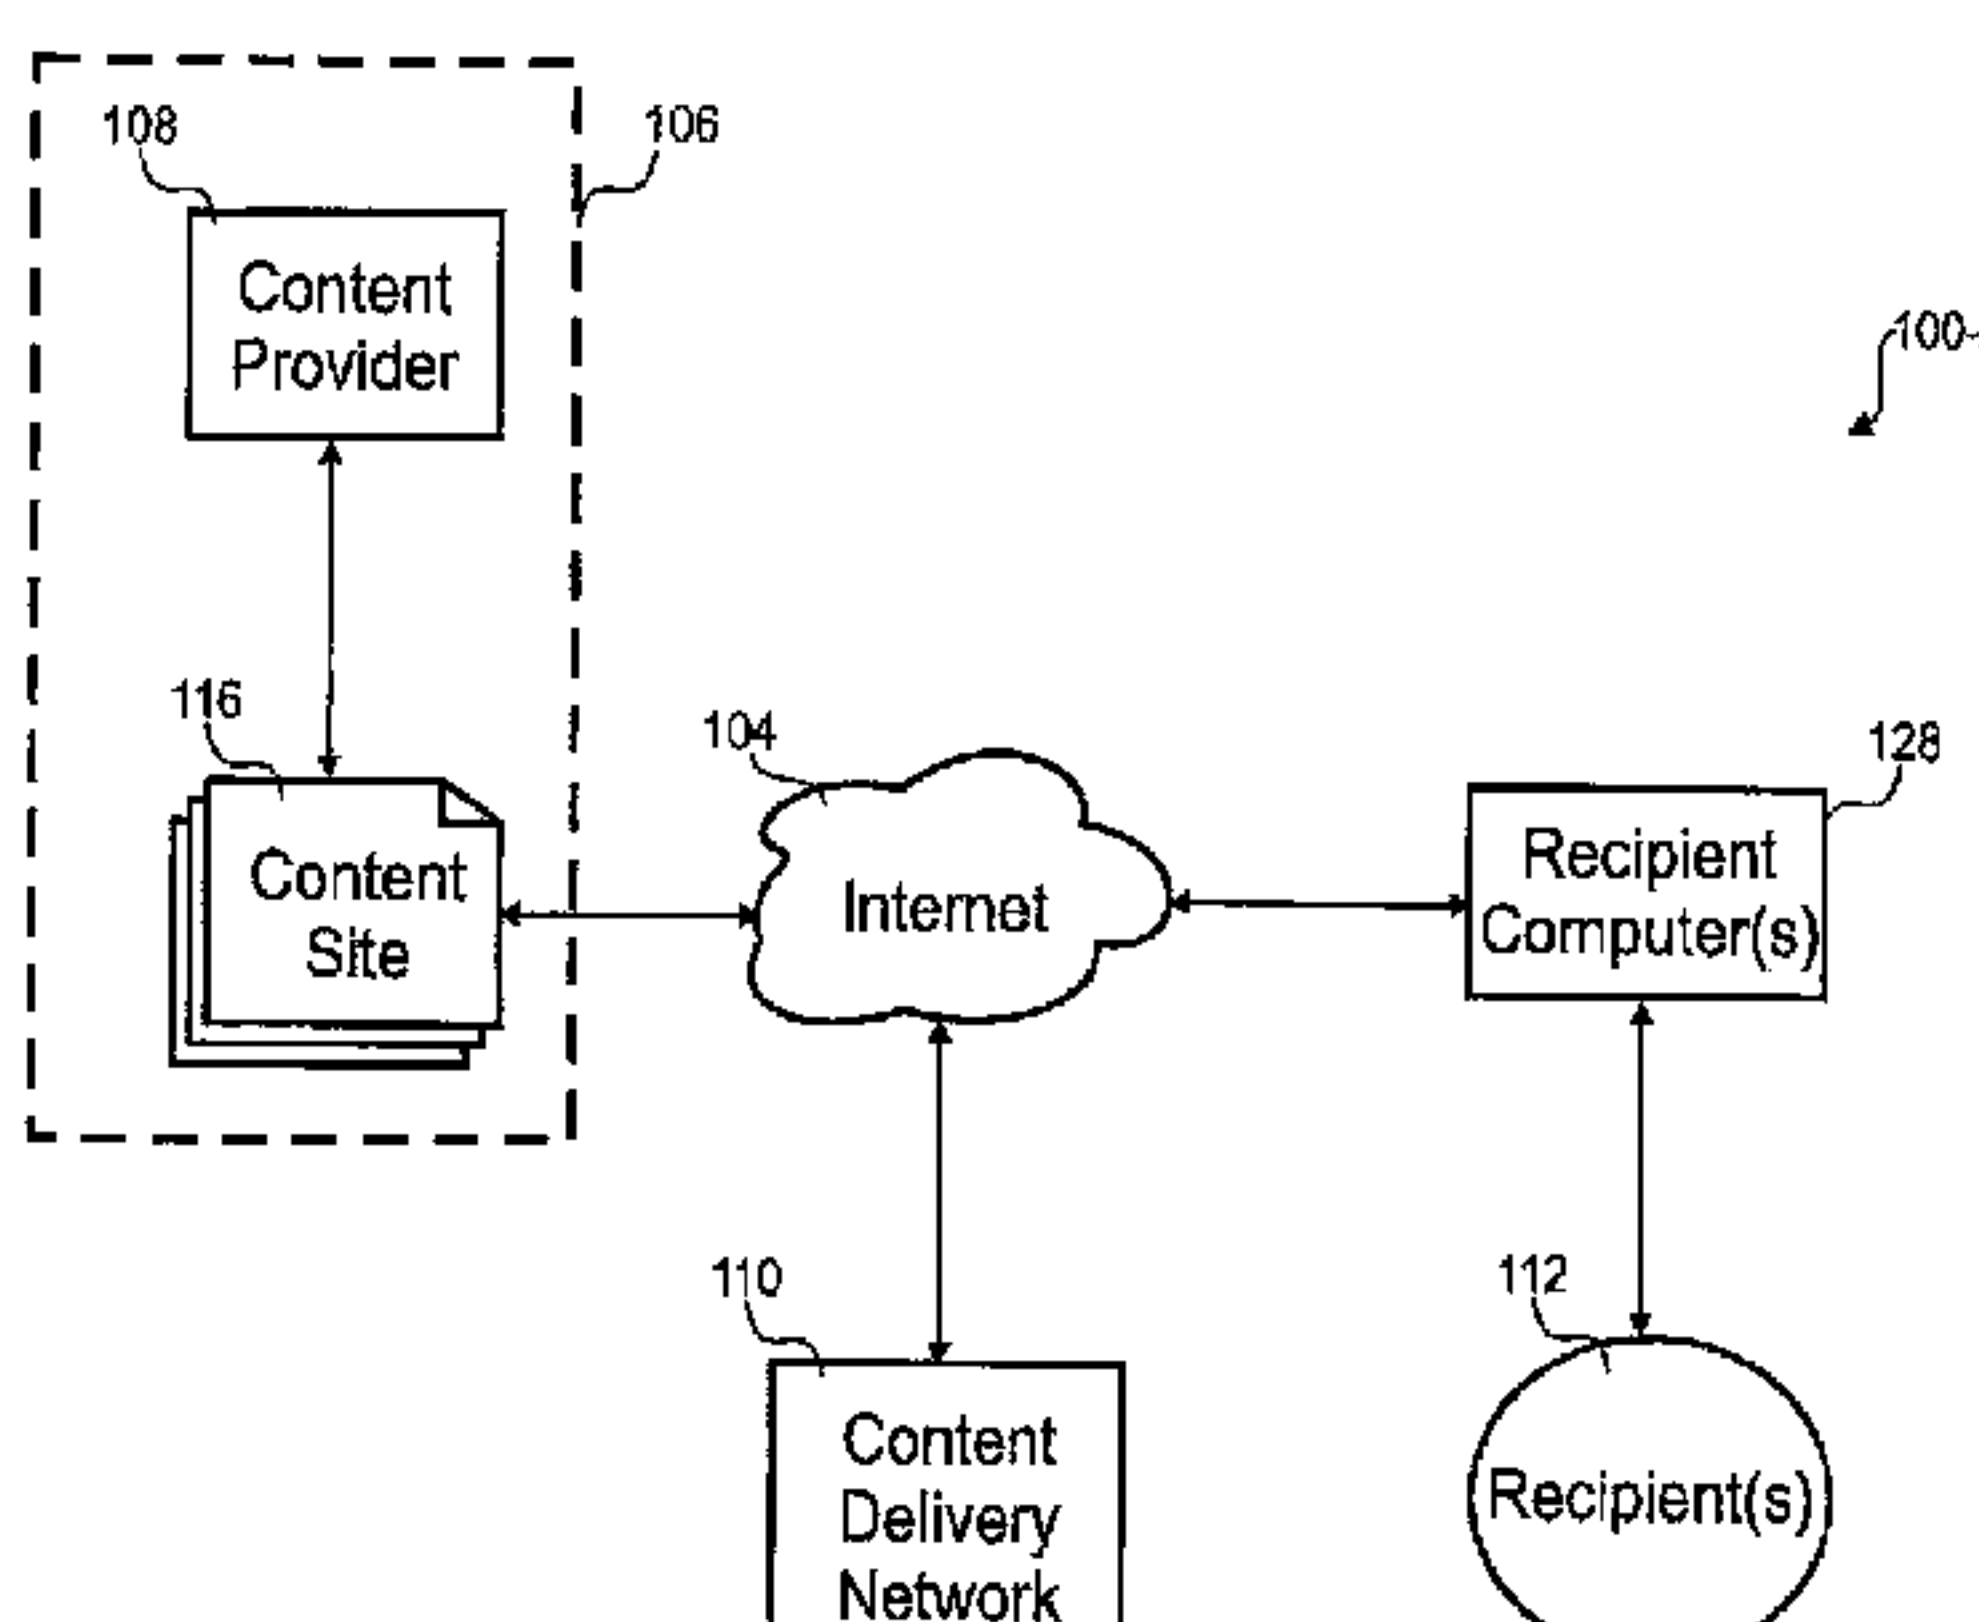 108
106
Content
Provider
100-
116
104
128
Content
Site
Internet
Recipient
Computer(s)
110
112
Content
Delivery
Network
Recipient(s)